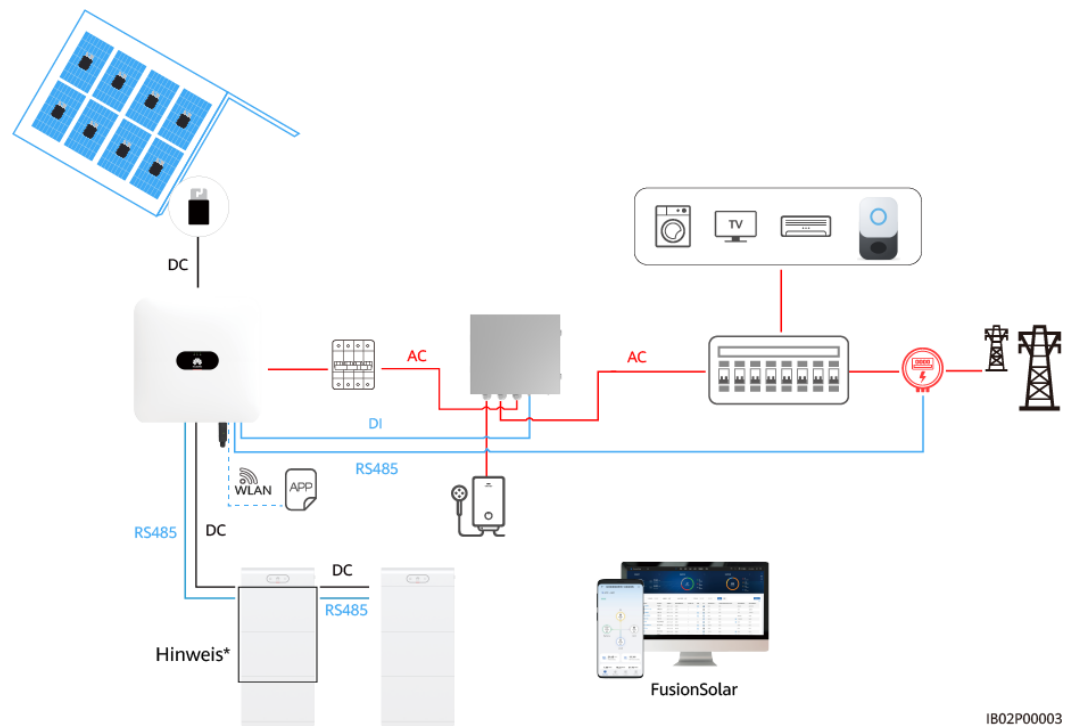 TV
DC
AC
AC
DI
RS485
WLAN
APP
RS485
DC
DC
RS485
Hinweis*
FusionSolar
IB02P00003